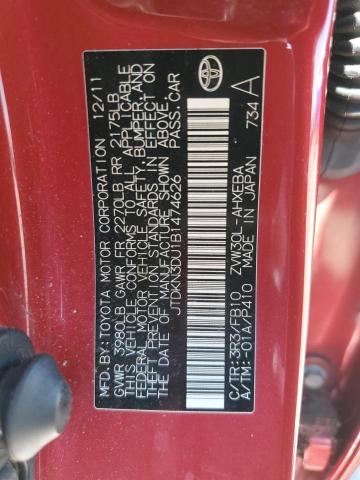 MFD.BY: TOYOTA MOTOR CORPORATION 12/11
GVWR 3980LB GAWR FR 2270LB RR 2175LB
THIS VEHICLE CONFORMS TO ALL APPLICABLE
FEDERAL MOTOR VEHICLE SAFETY, BUMPER, AND
THEFT PREVENTION STANDARDS IN EFFECT ON
THE DATE OF MANUFACTURE SHOWN ABOVE.
JTDKN3DU1B1474626 PASS.CAR
C/TR: 3R3/FB10 ZVW30L-AHXEBA
A/TM: -01A/P410 MADE IN JAPAN 734 A
TOYOTA